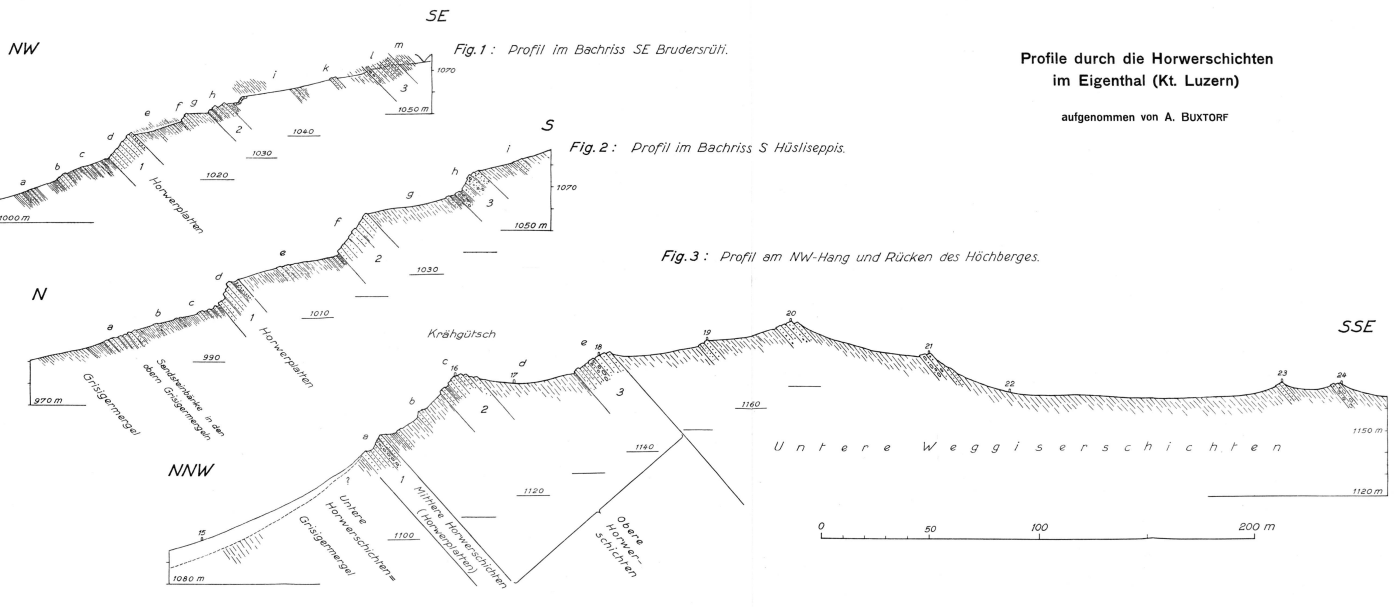 Profile durch die Horwerschichten
im Eigenthal (Kt. Luzern)
aufgenommen von A. BUXTORF
NW
SE
Fig. 1 : Profil im Bachriss SE Brudersrüti.
a
b
c
d
e
f
g
h
i
k
l
m
1
2
3
Horwerplatten
1000 m
1020
1030
1040
1050 m
1070
N
S
Fig. 2 : Profil im Bachriss S Hüsliseppis.
a
b
c
d
e
f
g
h
i
1
2
3
Grisigermergel
Sandsteinbänke in den
obern Grisigermergeln
Horwerplatten
970 m
990
1010
1030
1050 m
1070
Fig. 3 : Profil am NW-Hang und Rücken des Höchberges.
NNW
SSE
Krähgütsch
15
a
b
c
16
d
17
e
18
19
20
21
22
23
24
1
2
3
?
Grisigermergel
Untere
Horwerschichten=
Mittlere Horwerschichten
(Horwerplatten)
Obere
Horwer-
schichten
Untere Weggiserschichten
1080 m
1100
1120
1140
1160
1150 m
1120 m
0
50
100
200 m